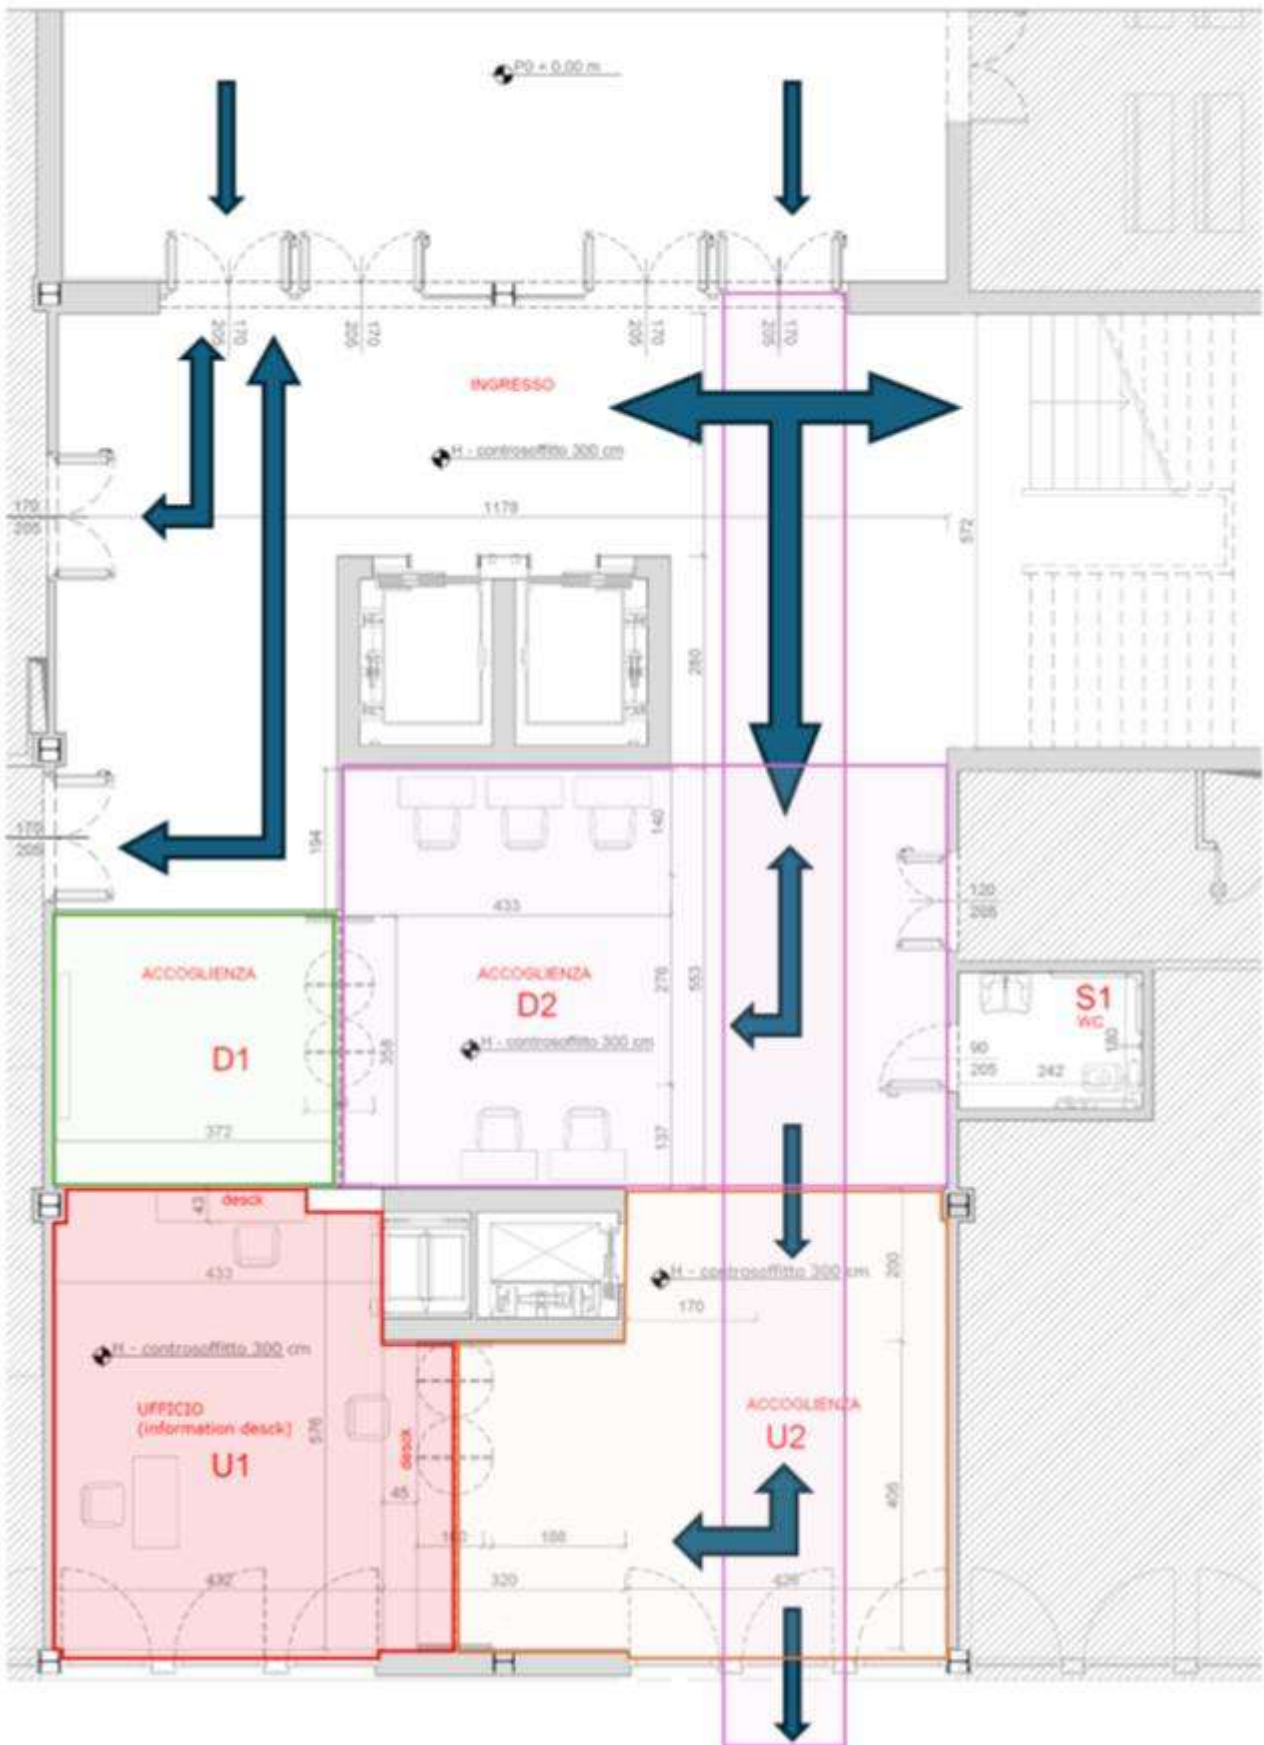 P0 < 0.00 m
205 170
205 170
205 170
205 170
INGRESSO
H - controsoffitto 300 cm
170
205
1178
572
280
170
205
194
140
433
120
205
ACCOGLIENZA
D1
ACCOGLIENZA
D2
276
553
S1
WC
180
H - controsoffitto 300 cm
358
90
205
242
372
137
43
desck
433
H - controsoffitto 300 cm
200
170
H - controsoffitto 300 cm
UFFICIO
(information desck)
U1
576
desck
ACCOGLIENZA
U2
45
405
188
432
320
426